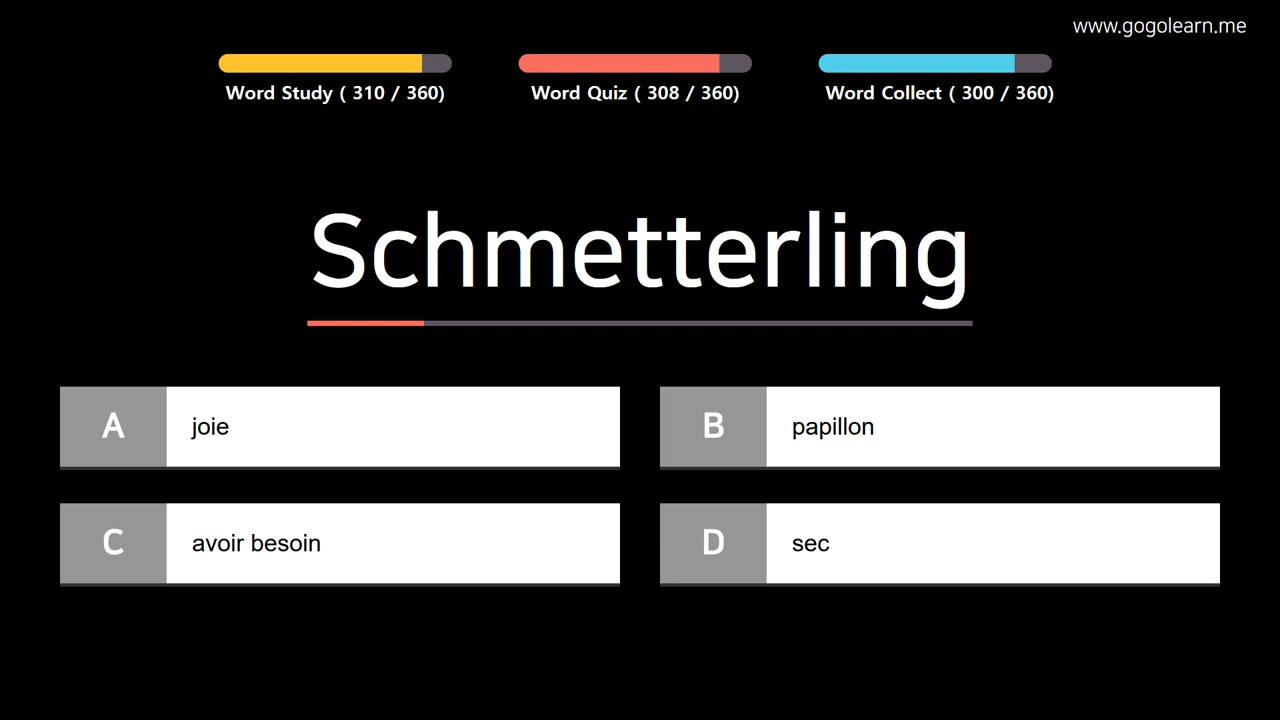 www.gogolearn.me
Word Study ( 310 / 360)
Word Quiz ( 308 / 360)
Word Collect ( 300 / 360)
Schmetterling
A joie
B papillon
C avoir besoin
D sec